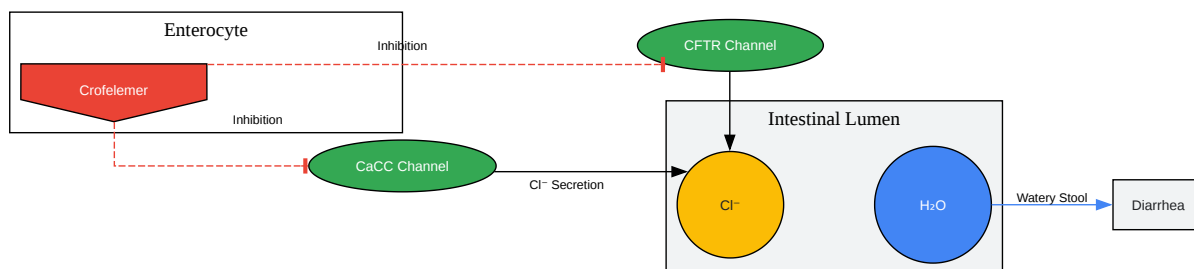 Enterocyte
Inhibition
CFTR Channel
Crofelemer
Inhibition
Intestinal Lumen
CaCC Channel
Cl⁻ Secretion
Cl⁻
H₂O
Watery Stool
Diarrhea